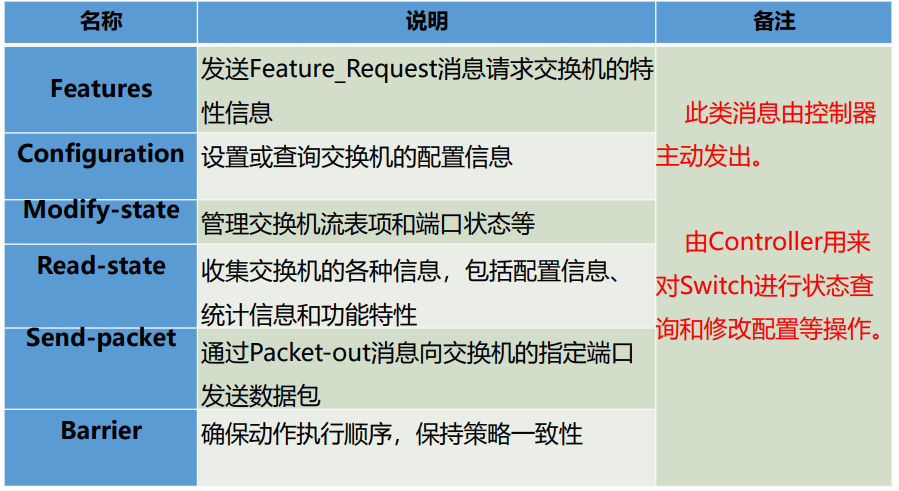 名称
说明
备注
Features
发送Feature_Request消息请求交换机的特
性信息
Configuration
设置或查询交换机的配置信息
Modify-state
管理交换机流表项和端口状态等
Read-state
收集交换机的各种信息，包括配置信息、
统计信息和功能特性
Send-packet
通过Packet-out消息向交换机的指定端口
发送数据包
Barrier
确保动作执行顺序，保持策略一致性
此类消息由控制器
主动发出。
由Controller用来
对Switch进行状态查
询和修改配置等操作。